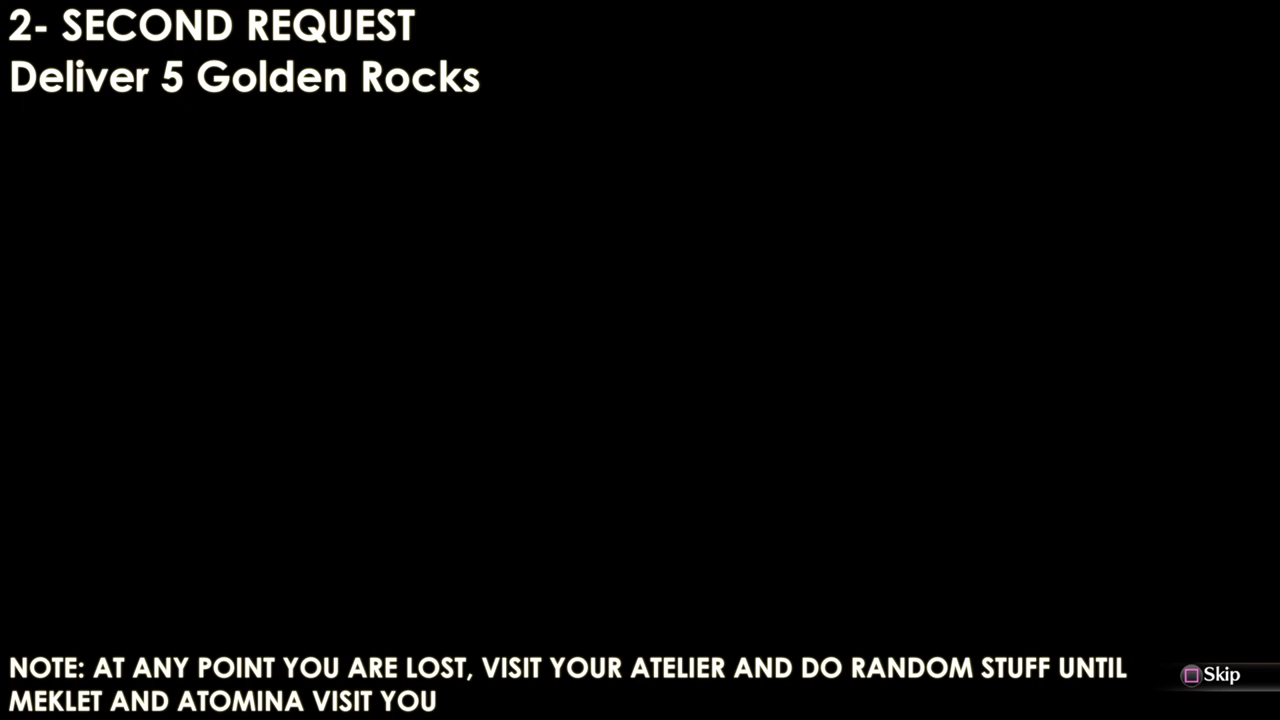 2- SECOND REQUEST
Deliver 5 Golden Rocks
NOTE: AT ANY POINT YOU ARE LOST, VISIT YOUR ATELIER AND DO RANDOM STUFF UNTIL
MEKLET AND ATOMINA VISIT YOU
Skip